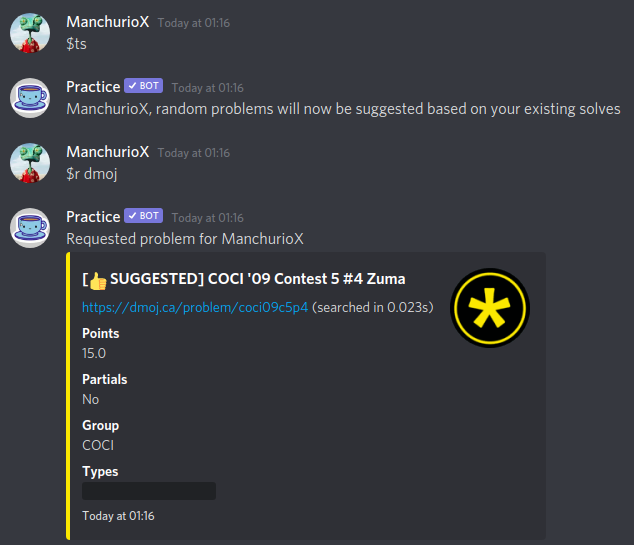 ManchurioX Today at 01:16
$ts
Practice ✓ BOT Today at 01:16
ManchurioX, random problems will now be suggested based on your existing solves
ManchurioX Today at 01:16
$r dmoj
Practice ✓ BOT Today at 01:16
Requested problem for ManchurioX
[👍SUGGESTED] COCI '09 Contest 5 #4 Zuma
https://dmoj.ca/problem/coci09c5p4 (searched in 0.023s)
Points
15.0
Partials
No
Group
COCI
Types
Today at 01:16